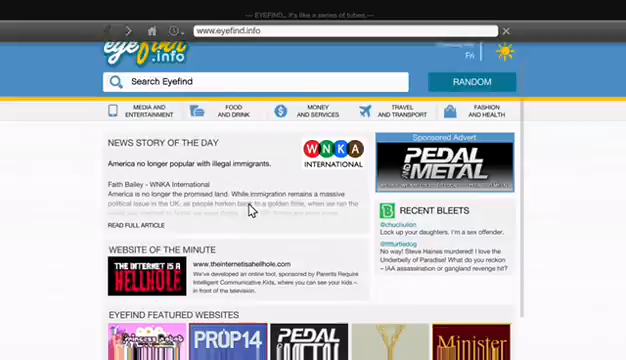 — EYEFIND... it's like a series of tubes.—
www.eyefind.info
eyefind
.info
Fri
Search Eyefind
RANDOM
MEDIA AND
ENTERTAINMENT
FOOD
AND DRINK
MONEY
AND SERVICES
TRAVEL
AND TRANSPORT
FASHION
AND HEALTH
NEWS STORY OF THE DAY
America no longer popular with illegal immigrants.
WNKA
INTERNATIONAL
Faith Bailey - WNKA International
America is no longer the promised land. While immigration remains a massive
political issue in the UK, as people harken back to a golden time, when we ran the
READ FULL ARTICLE
Sponsored Advert
PEDAL
AND
METAL
RECENT BLEETS
Lock up your daughters. I'm a sex offender.
@ttfturtledog
No way! Steve Haines murdered! I love the
Underbelly of Paradise! What do you reckon
– IAA assassination or gangland revenge hit?
WEBSITE OF THE MINUTE
THE INTERNET IS A
HELLHOLE
www.theinternetisahellhole.com
We've developed an online tool, sponsored by Parents Require
Intelligent Communicative Kids, where you can see your kids –
in front of the television.
EYEFIND FEATURED WEBSITES
PROP14
PEDAL
AND
METAL
Minister